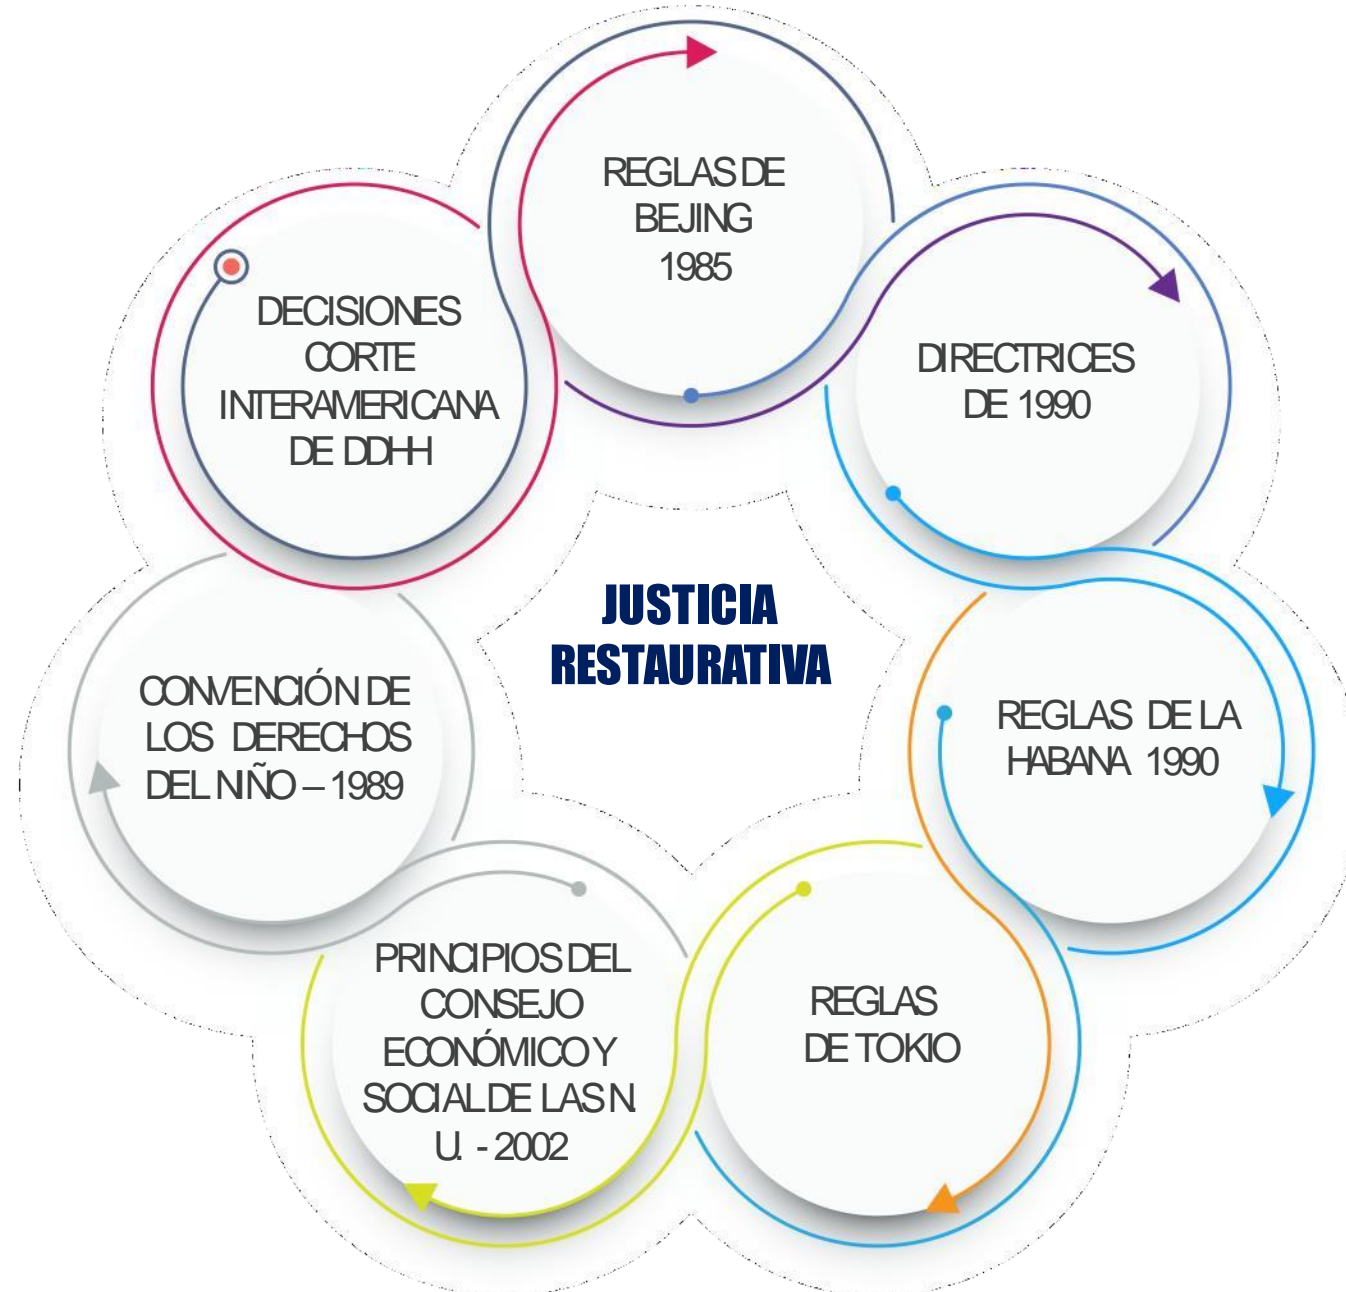 REGLAS DE
BEJING
1985
DIRECTRICES
DE 1990
REGLAS DE LA
HABANA 1990
REGLAS
DE TOKIO
PRINCIPIOS DEL
CONSEJO
ECONÓMICO Y
SOCIAL DE LAS N.
U. - 2002
CONVENCIÓN DE
LOS DERECHOS
DEL NIÑO – 1989
DECISIONES
CORTE
INTERAMERICANA
DE DDHH
JUSTICIA
RESTAURATIVA